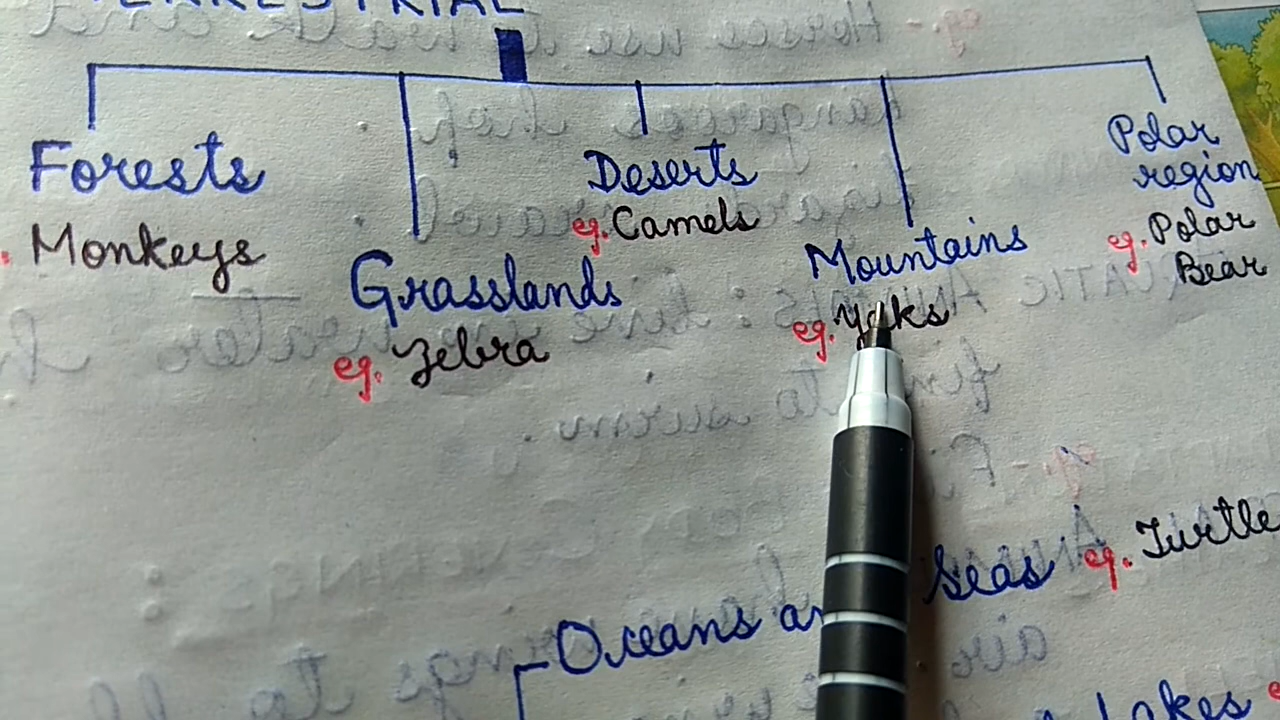 TERRESTRIAL
Forests
Monkeys
Grasslands
eg. Zebra
Deserts
eg. Camels
Mountains
eg. Yaks
Polar
region
eg. Polar
Bear
Oceans Seas eg. Turtle
Lakes